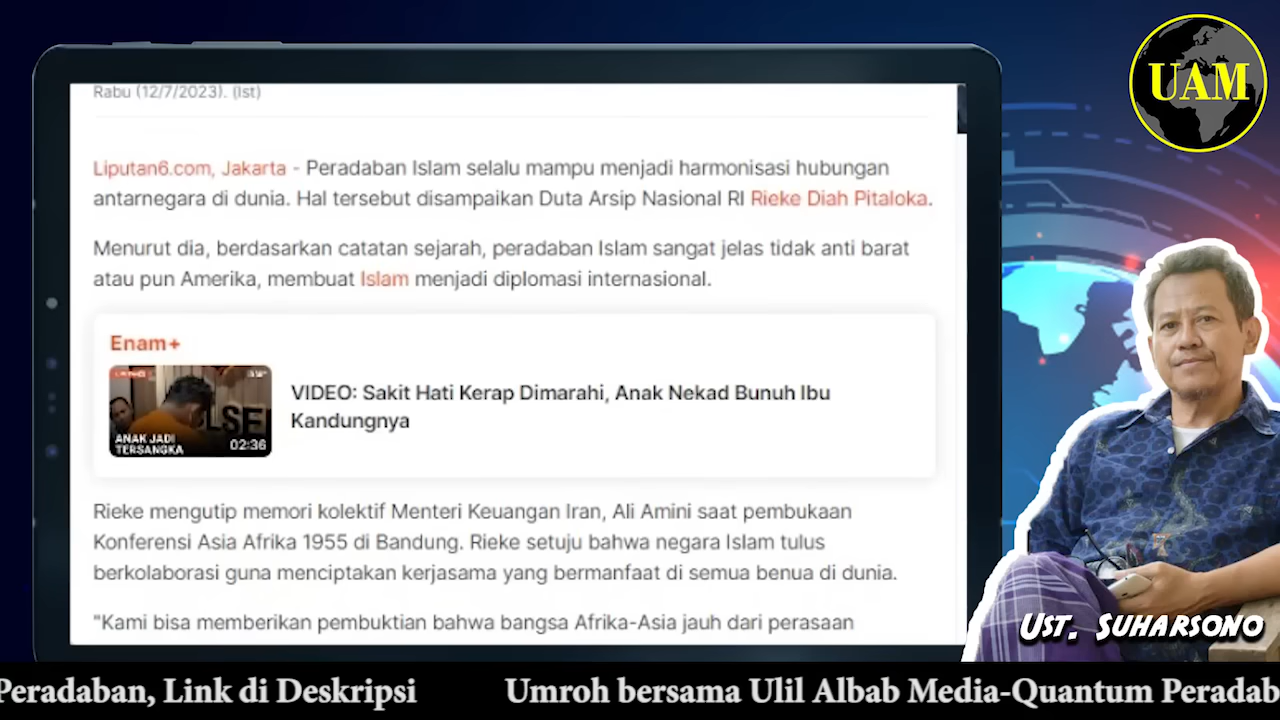 UAM
Rabu (12/7/2023). (Ist)
Liputan6.com, Jakarta - Peradaban Islam selalu mampu menjadi harmonisasi hubungan
antarnegara di dunia. Hal tersebut disampaikan Duta Arsip Nasional RI Rieke Diah Pitaloka.
Menurut dia, berdasarkan catatan sejarah, peradaban Islam sangat jelas tidak anti barat
atau pun Amerika, membuat Islam menjadi diplomasi internasional.
Enam+
VIDEO: Sakit Hati Kerap Dimarahi, Anak Nekad Bunuh Ibu
Kandungnya
ANAK JADI
TERSANGKA
02:36
Rieke mengutip memori kolektif Menteri Keuangan Iran, Ali Amini saat pembukaan
Konferensi Asia Afrika 1955 di Bandung. Rieke setuju bahwa negara Islam tulus
berkolaborasi guna menciptakan kerjasama yang bermanfaat di semua benua di dunia.
"Kami bisa memberikan pembuktian bahwa bangsa Afrika-Asia jauh dari perasaan
Ust. Suharsono
Peradaban, Link di Deskripsi Umroh bersama Ulil Albab Media-Quantum Peradab